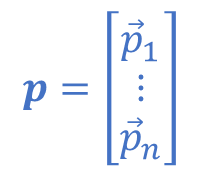 𝒑 = [ p⃗₁
⋮
p⃗ₙ ]